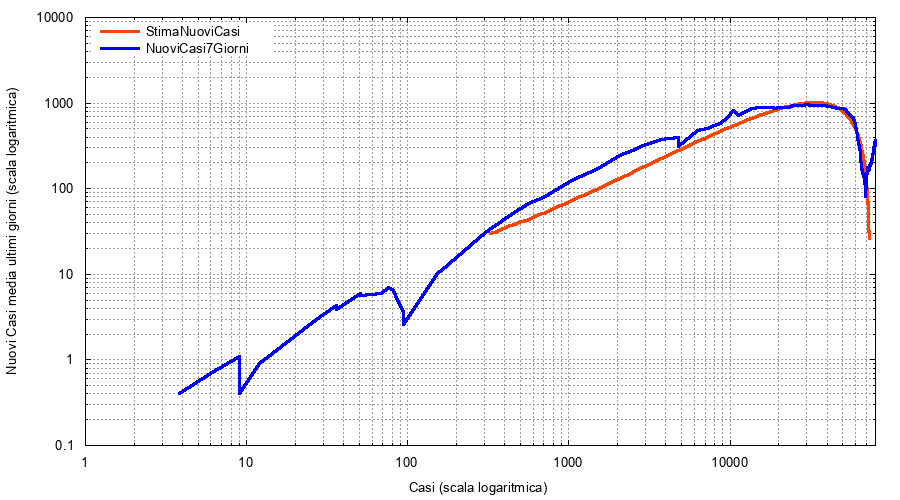 10000
StimaNuoviCasi
NuoviCasi7Giorni
1000
100
10
1
0.1
Nuovi Casi media ultimi giorni (scala logaritmica)
1 10 100 1000 10000
Casi (scala logaritmica)